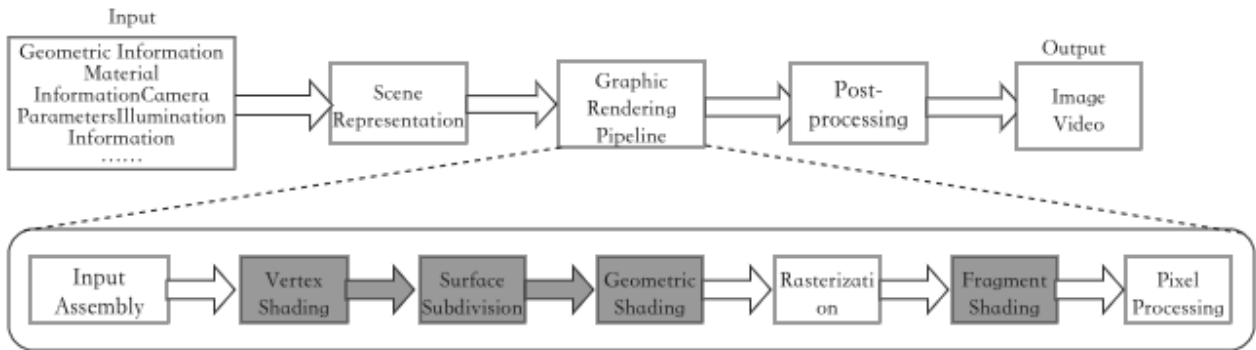 Input
Geometric Information
Material
InformationCamera
ParametersIllumination
Information
……
Scene
Representation
Graphic
Rendering
Pipeline
Post-
processing
Output
Image
Video
Input
Assembly
Vertex
Shading
Surface
Subdivision
Geometric
Shading
Rasterizati
on
Fragment
Shading
Pixel
Processing